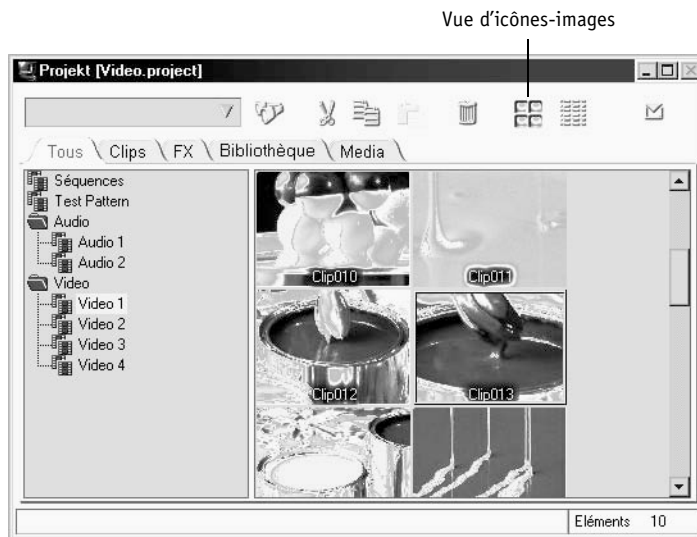 Vue d'icônes-images
Projekt [Video.project]
Tous Clips FX Bibliothèque Media
Séquences
Test Pattern
Audio
Audio 1
Audio 2
Video
Video 1
Video 2
Video 3
Video 4
Clip010 Clip011
Clip012 Clip013
Eléments 10